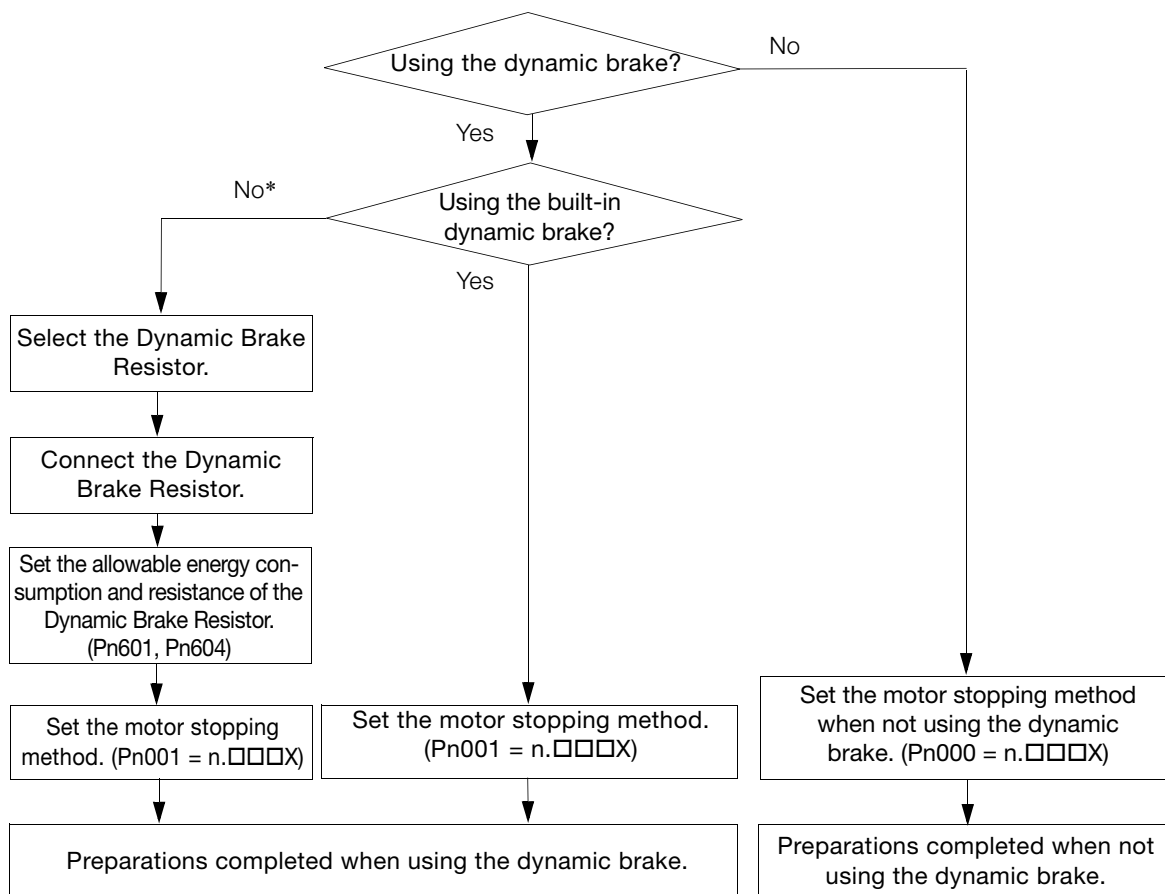 Using the dynamic brake?
No
Yes
Using the built-in
dynamic brake?
No*
Yes
Select the Dynamic Brake
Resistor.
Connect the Dynamic
Brake Resistor.
Set the allowable energy con-
sumption and resistance of the
Dynamic Brake Resistor.
(Pn601, Pn604)
Set the motor stopping
method. (Pn001 = n.□□□X)
Set the motor stopping method.
(Pn001 = n.□□□X)
Set the motor stopping method
when not using the dynamic
brake. (Pn000 = n.□□□X)
Preparations completed when using the dynamic brake.
Preparations completed when not
using the dynamic brake.